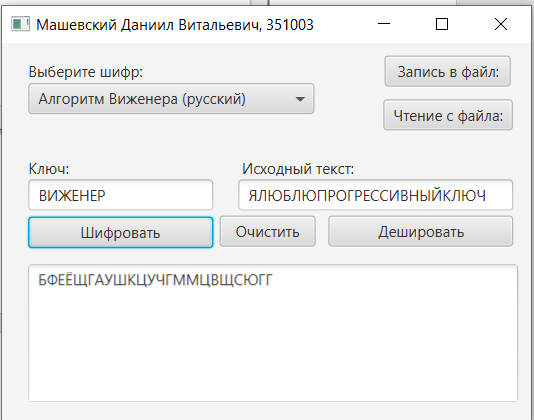 Машевский Даниил Витальевич, 351003
Выберите шифр:
Запись в файл:
Алгоритм Виженера (русский)
Чтение с файла:
Ключ:
Исходный текст:
ВИЖЕНЕР
ЯЛЮБЛЮПРОГРЕССИВНЫЙКЛЮЧ
Шифровать
Очистить
Дешировать
БФЕЁЩГАУШКЦУЧГММЦВЩСЮГГ